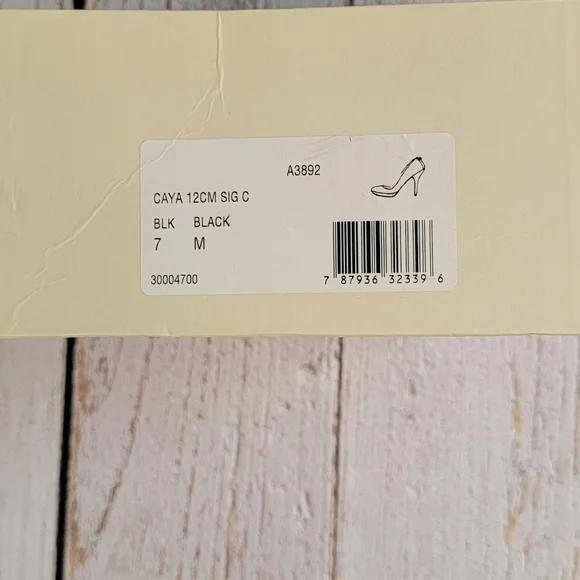 A3892
CAYA 12CM SIG C
BLK BLACK
7 M
30004700
7 87936 32339 6